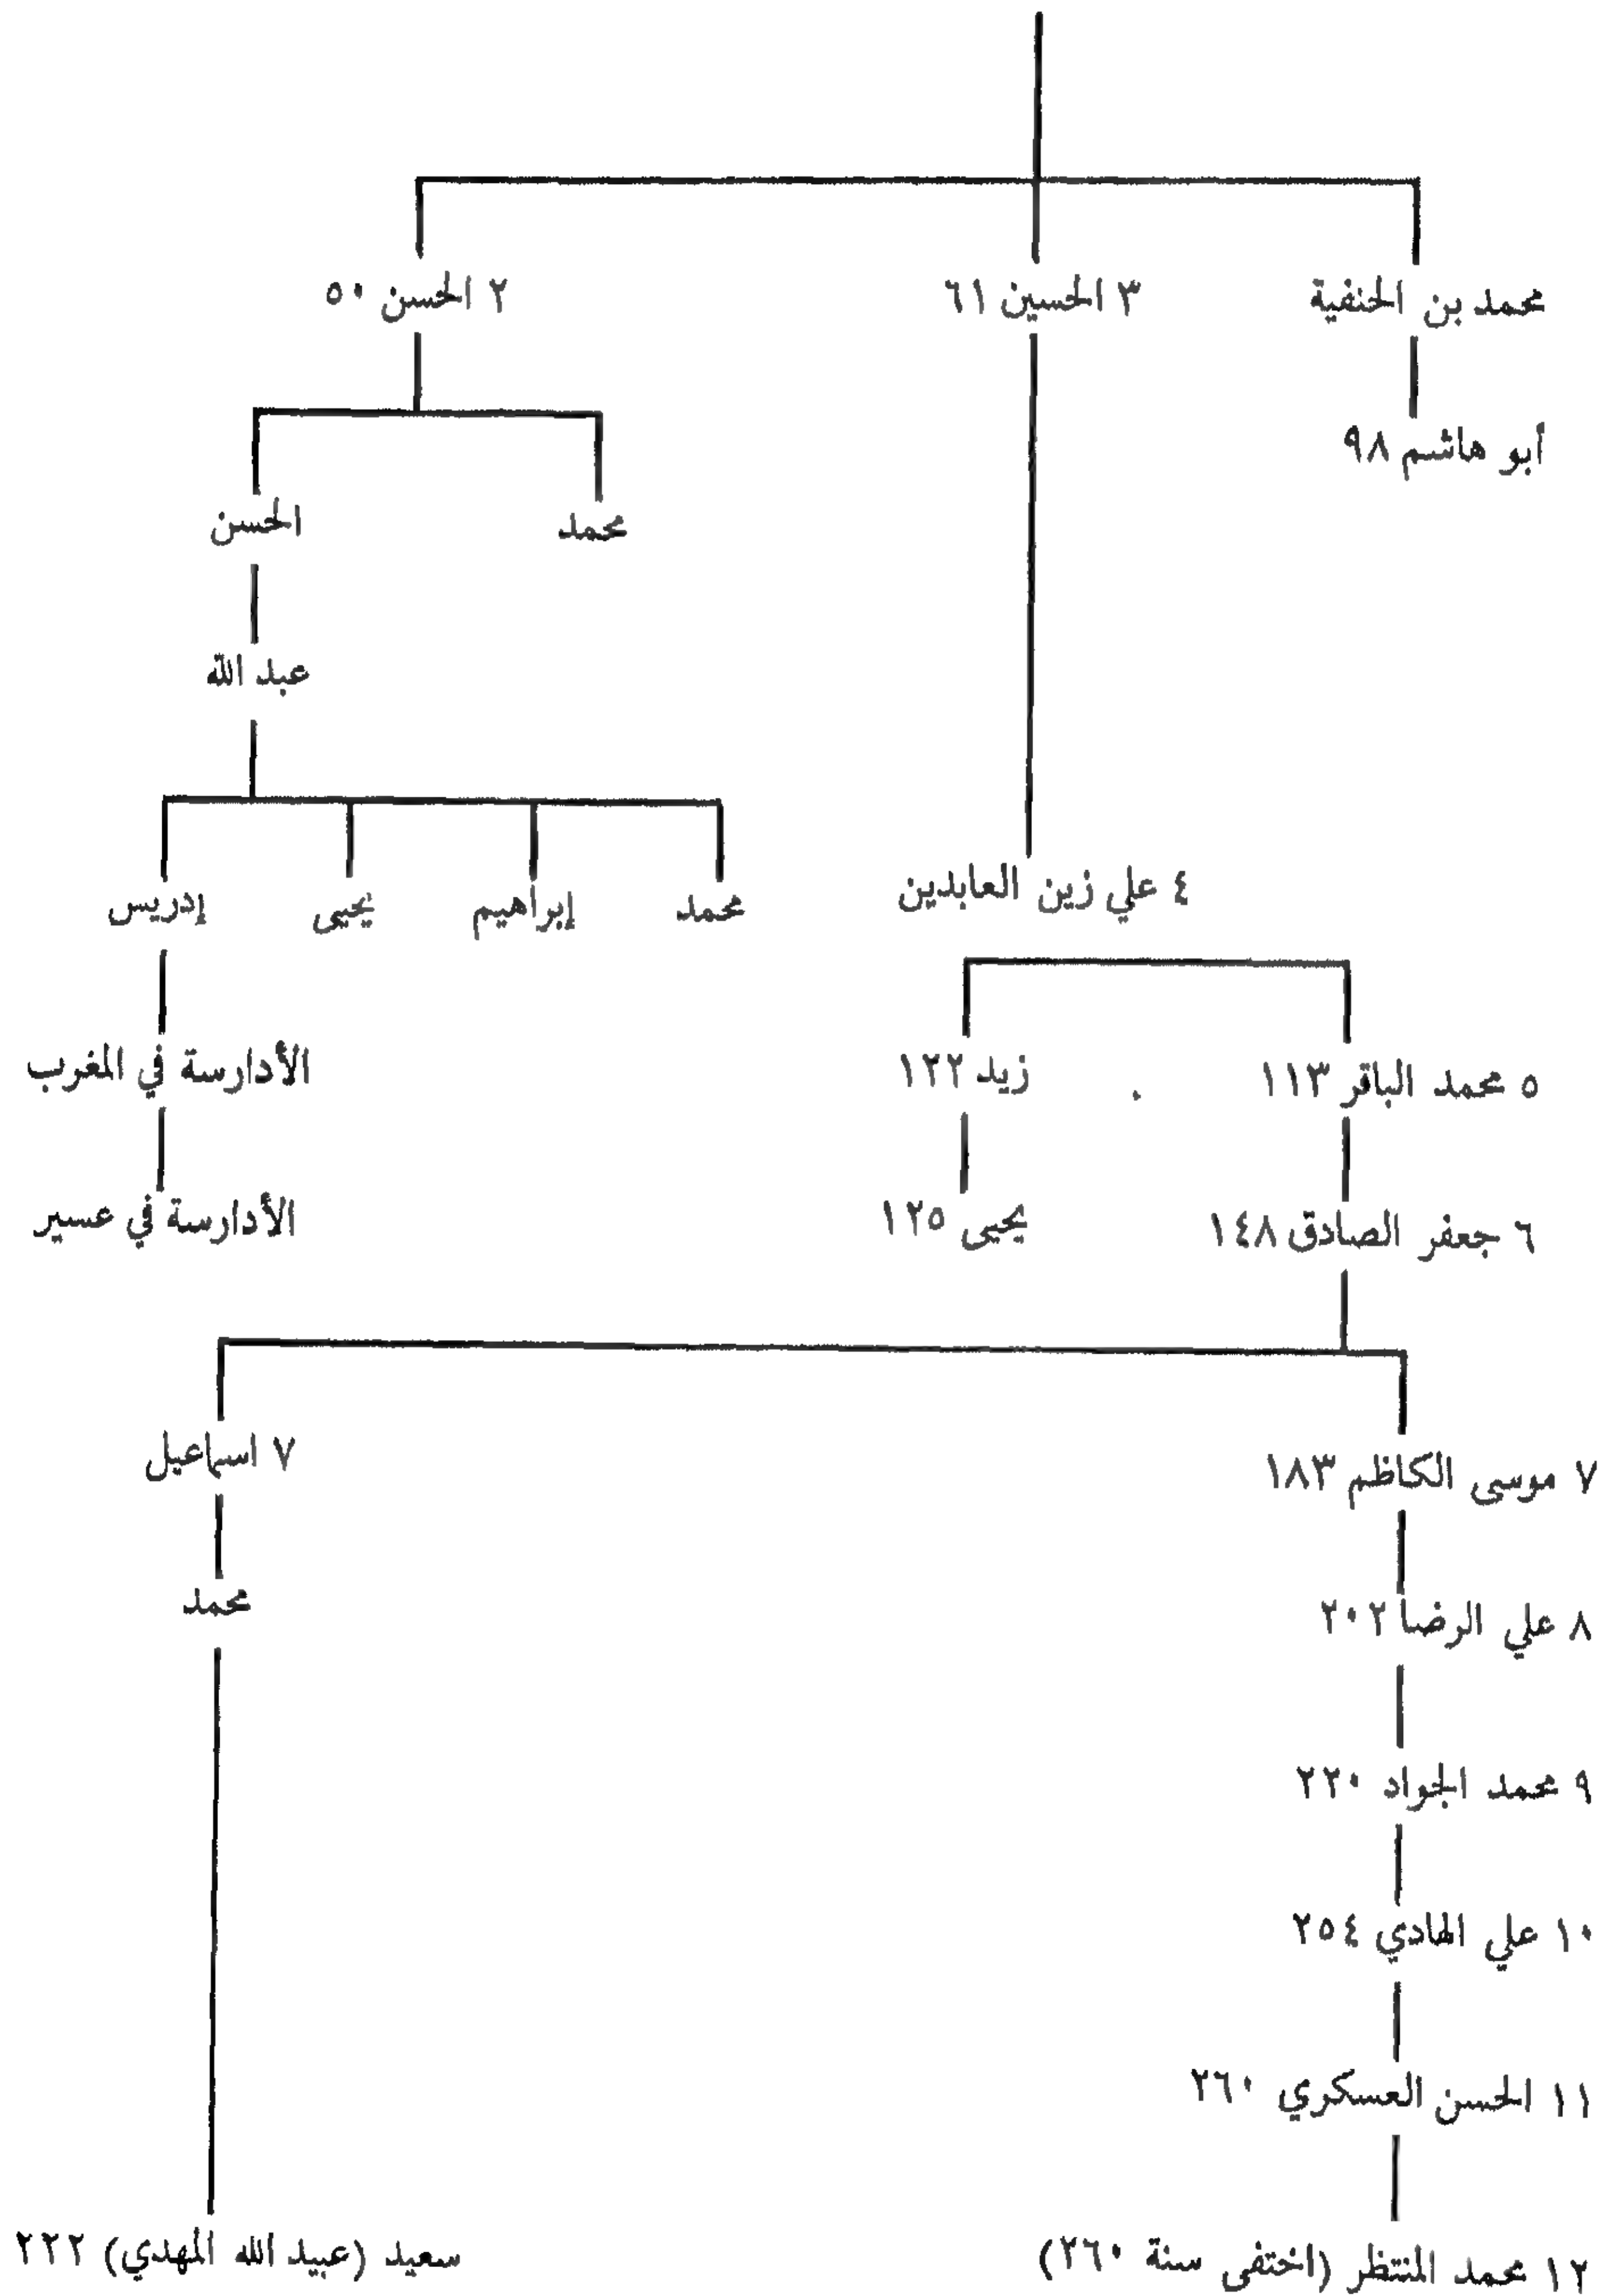 محمد بن الحنفية
٣ الحسين ٦١
٢ الحسن ٥٠
أبو هاشم ٩٨
محمد
الحسن
عبد الله
٤ علي زين العابدين
محمد
إبراهيم
يحيى
إدريس
٥ محمد الباقر ١١٣
زيد ١٢٢
الأدارسة في المغرب
٦ جعفر الصادق ١٤٨
يحيى ١٢٥
الأدارسة في عسير
٧ موسى الكاظم ١٨٣
٧ اسماعيل
٨ علي الرضا ٢٠٢
محمد
٩ محمد الجواد ٢٢٠
١٠ علي الهادي ٢٥٤
١١ الحسن العسكري ٢٦٠
١٢ محمد المنتظر (اختفى سنة ٢٦٠)
سعيد (عبيد الله المهدي) ٢٢٢